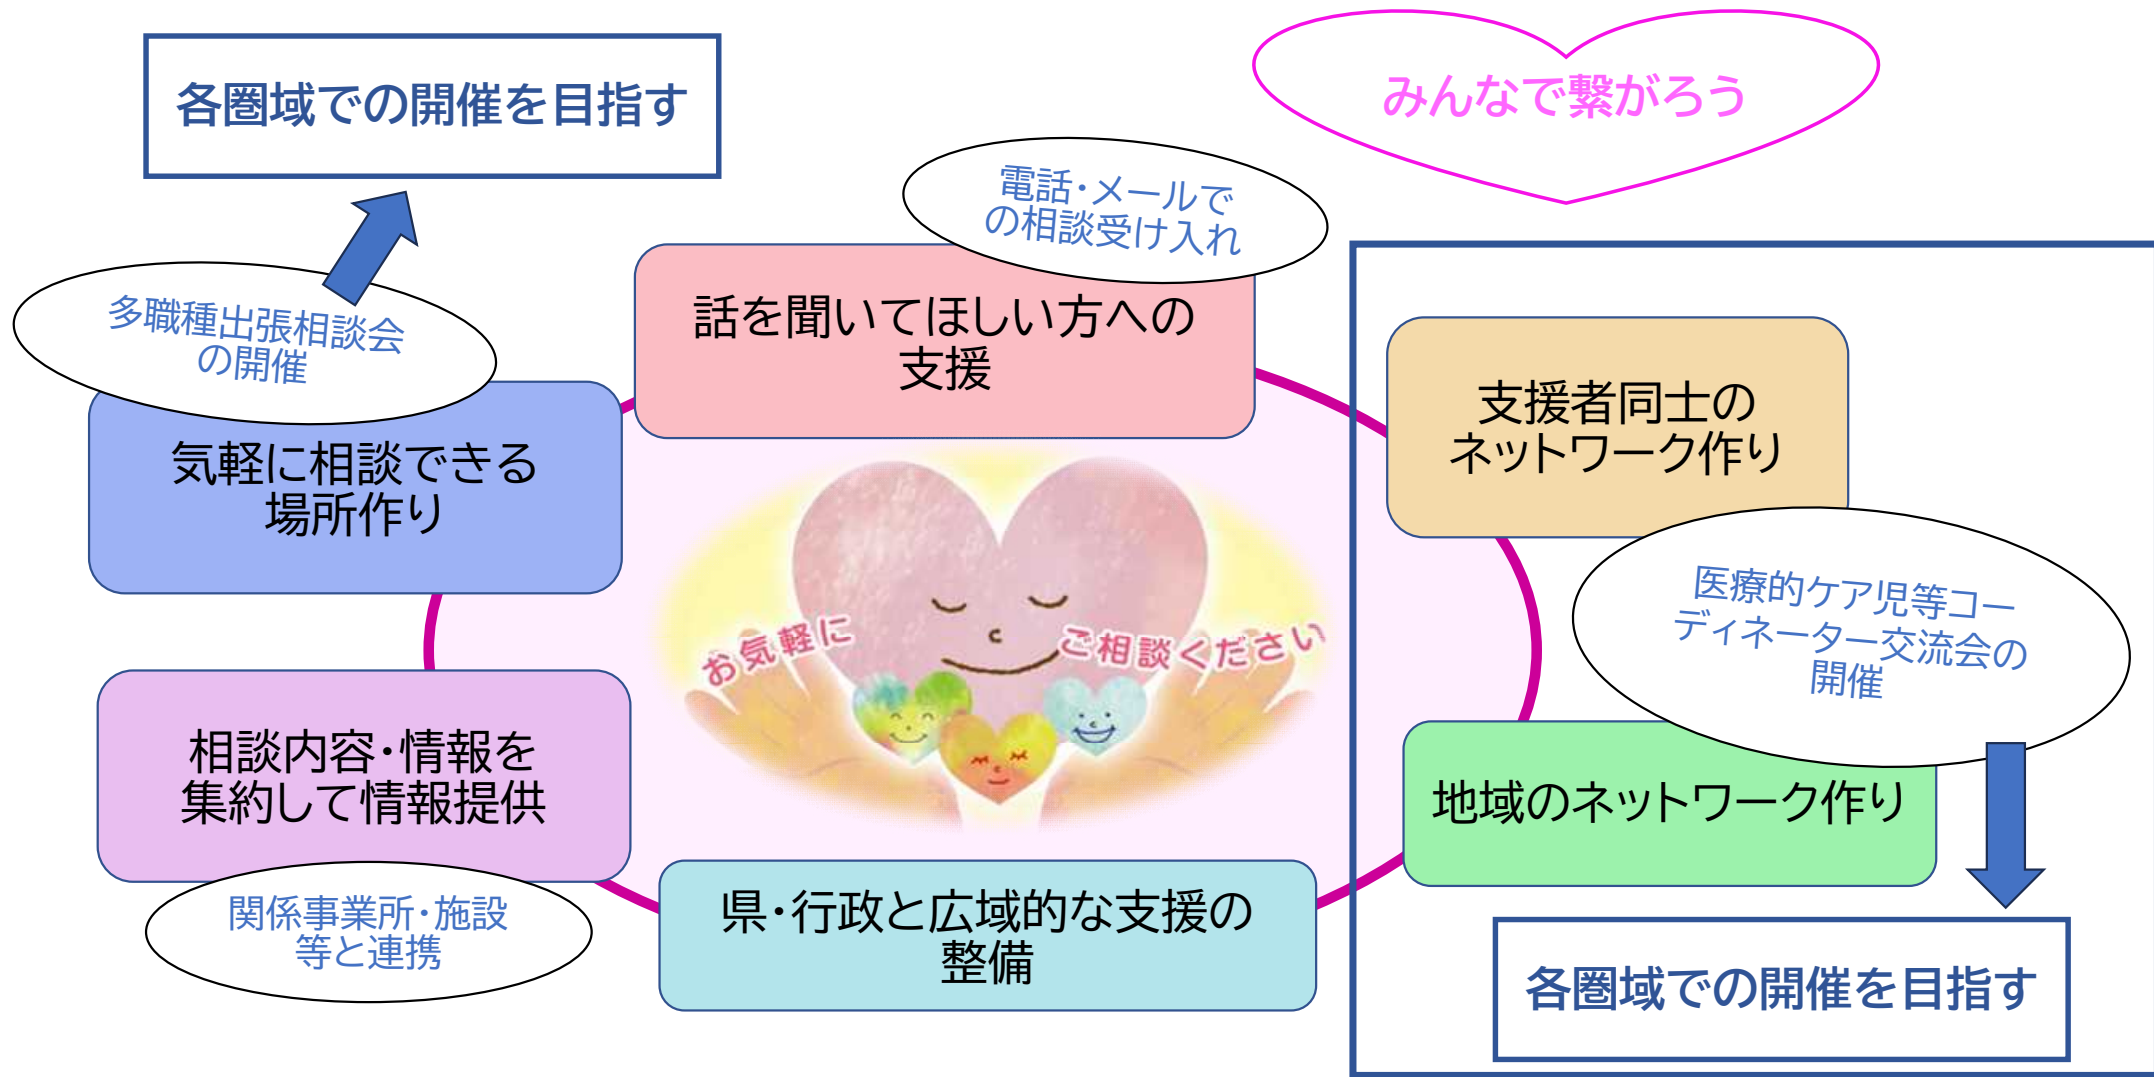 各圏域での開催を目指す
みんなで繋がろう
電話・メールで
の相談受け入れ
多職種出張相談会
の開催
話を聞いてほしい方への
支援
支援者同士の
ネットワーク作り
気軽に相談できる
場所作り
医療的ケア児等コー
ディネーター交流会の
開催
お気軽に
ご相談ください
相談内容・情報を
集約して情報提供
地域のネットワーク作り
関係事業所・施設
等と連携
県・行政と広域的な支援の
整備
各圏域での開催を目指す